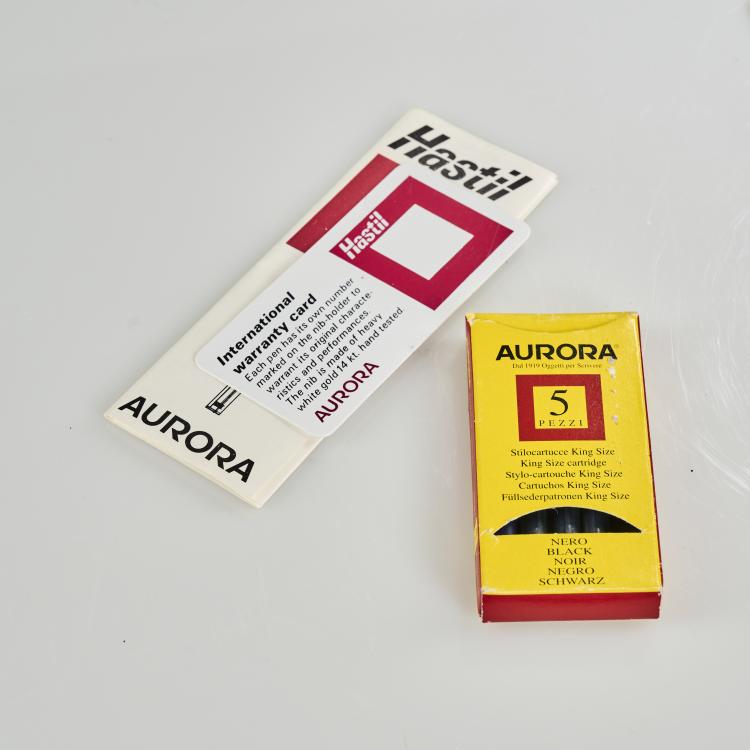 Hastil
Hastil
International
warranty card
Each pen has its own number
marked on the nib-holder to
warrant its original characte-
ristics and performances.
The nib is made of heavy
white gold 14 kt. hand tested.
AURORA
AURORA
AURORA®
Dal 1919 Oggetti per Scrivere
5
PEZZI
Stilocartucce King Size
King Size cartridge
Stylo-cartouche King Size
Cartuchos King Size
Füllsederpatronen King Size
NERO
BLACK
NOIR
NEGRO
SCHWARZ